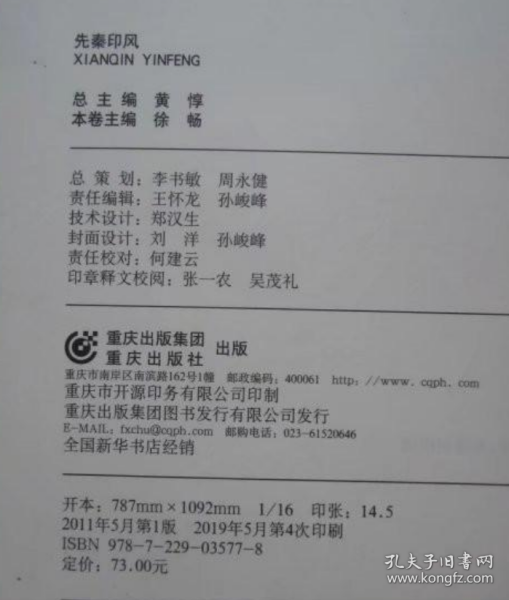 先秦印风
XIANQIN YINFENG
总主编 黄惇
本卷主编 徐畅
总策划：李书敏 周永健
责任编辑：王怀龙 孙峻峰
技术设计：郑汉生
封面设计：刘洋 孙峻峰
责任校对：何建云
印章释文校阅：张一农 吴茂礼
重庆出版集团
重庆出版社 出版
重庆市南岸区南滨路162号1幢 邮政编码：400061 http://www.cqph.com
重庆市开源印务有限公司印制
重庆出版集团图书发行有限公司发行
E-MAIL：fxchu@cqph.com 邮购电话：023-61520646
全国新华书店经销
开本：787mm×1092mm 1/16 印张：14.5
2011年5月第1版 2019年5月第4次印刷
ISBN 978-7-229-03577-8
定价：73.00元
孔夫子旧书网
www.kongfz.com